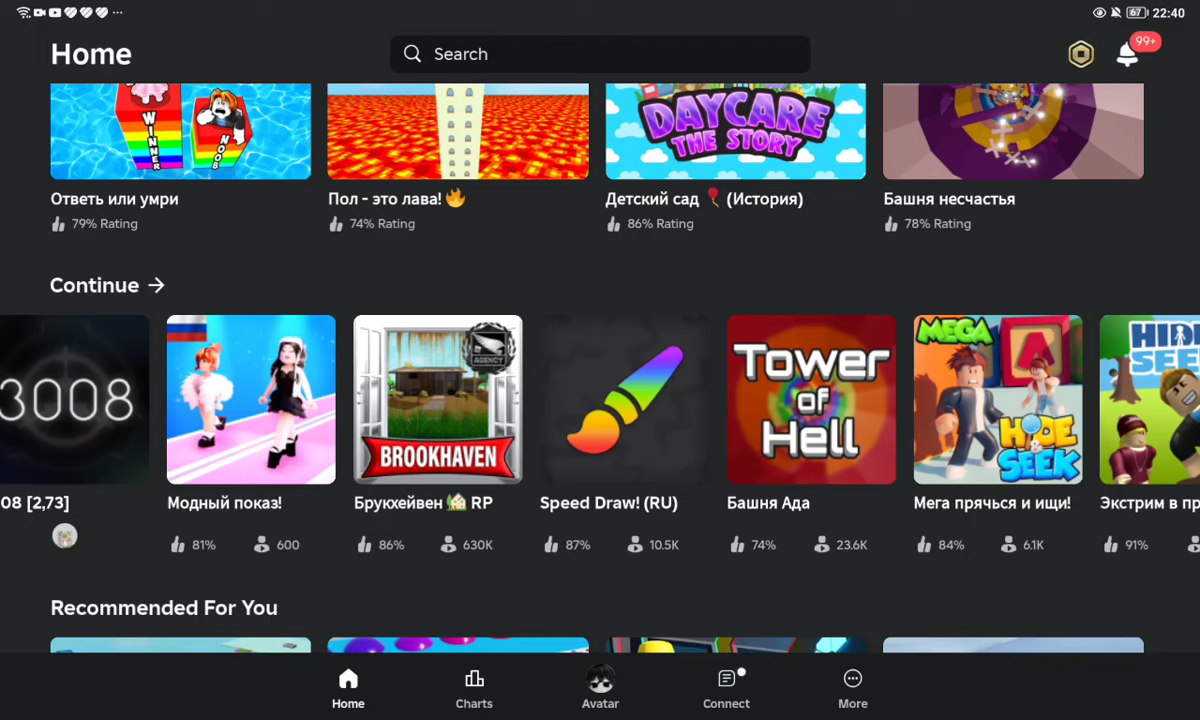 67 22:40
Home
Search
99+
WINNER
NOOB
DAYCARE
THE STORY
Ответь или умри
Пол - это лава!
Детский сад (История)
Башня несчастья
79% Rating
74% Rating
86% Rating
78% Rating
Continue →
3008
AGENCY
BROOKHAVEN
Tower
of
Hell
MEGA
A
HIDE
&
SEEK
08 [2,73]
Модный показ!
Брукхейвен RP
Speed Draw! (RU)
Башня Ада
Мега прячься и ищи!
Экстрим в пр
81% 600
86% 630K
87% 10.5K
74% 23.6K
84% 6.1K
91%
Recommended For You
Home
Charts
Avatar
Connect
More